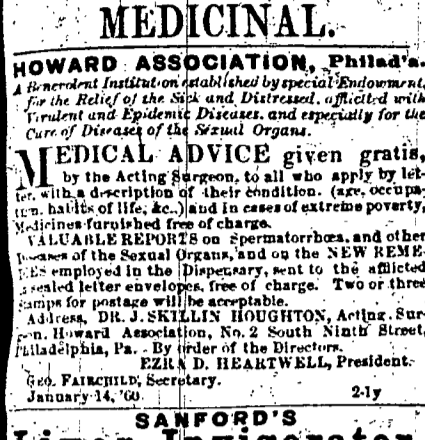 MEDICINAL.
HOWARD ASSOCIATION, Philad'a.
A Benevolent Institution established by special Endowment,
for the Relief of the Sick and Distressed, afflicted with
Virulent and Epidemic Diseases, and especially for the
Cure of Diseases of the Sexual Organs.
MEDICAL ADVICE given gratis,
by the Acting Surgeon, to all who apply by let-
ter, with a description of their condition. (age, occupa-
tion, habits of life, &c.,) and in cases of extreme poverty,
Medicines furnished free of charge.
VALUABLE REPORTS on Spermatorrhœa, and other
Diseases of the Sexual Organs, and on the NEW REME-
DIES employed in the Dispensary, sent to the afflicted
sealed letter envelopes, free of charge. Two or three
stamps for postage will be acceptable.
Address, DR. J. SKILLIN HOUGHTON, Acting Sur-
geon, Howard Association, No. 2 South Ninth Street,
Philadelphia, Pa. By order of the Directors.
EZRA D. HEARTWELL, President.
GEO. FAIRCHILD, Secretary.
January 14, '60. 2-1y
SANFORD'S
Liver Invigorator